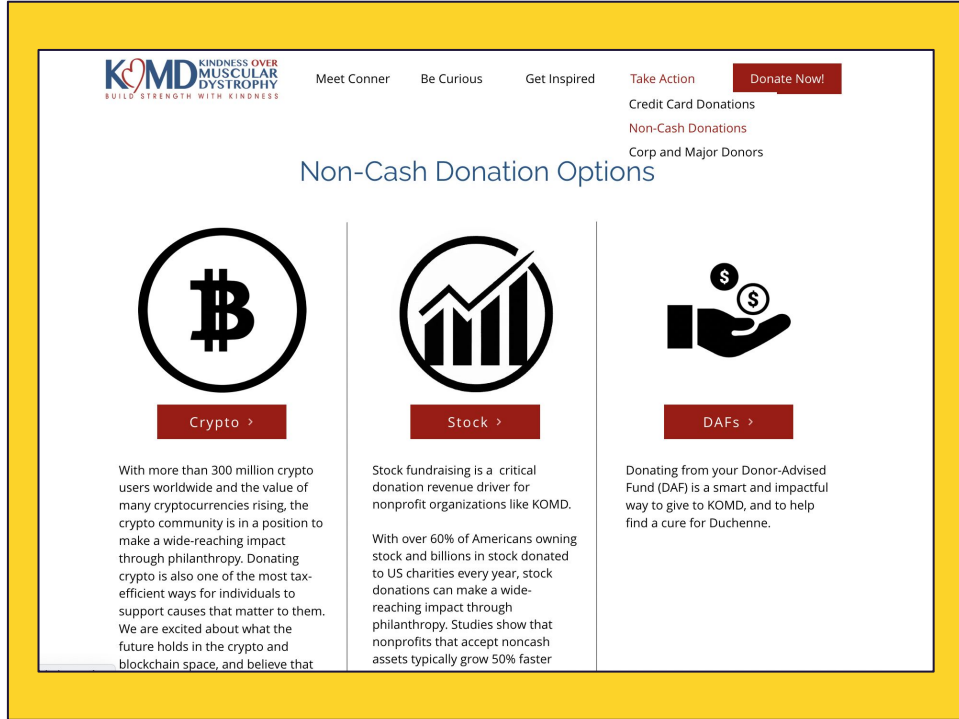 KOMD KINDNESS OVER
MUSCULAR
DYSTROPHY
BUILD STRENGTH WITH KINDNESS
Meet Conner
Be Curious
Get Inspired
Take Action
Donate Now!
Credit Card Donations
Non-Cash Donations
Corp and Major Donors
Non-Cash Donation Options
Crypto >
With more than 300 million crypto
users worldwide and the value of
many cryptocurrencies rising, the
crypto community is in a position to
make a wide-reaching impact
through philanthropy. Donating
crypto is also one of the most tax-
efficient ways for individuals to
support causes that matter to them.
We are excited about what the
future holds in the crypto and
blockchain space, and believe that
Stock >
Stock fundraising is a critical
donation revenue driver for
nonprofit organizations like KOMD.
With over 60% of Americans owning
stock and billions in stock donated
to US charities every year, stock
donations can make a wide-
reaching impact through
philanthropy. Studies show that
nonprofits that accept noncash
assets typically grow 50% faster
$
$
DAFs >
Donating from your Donor-Advised
Fund (DAF) is a smart and impactful
way to give to KOMD, and to help
find a cure for Duchenne.